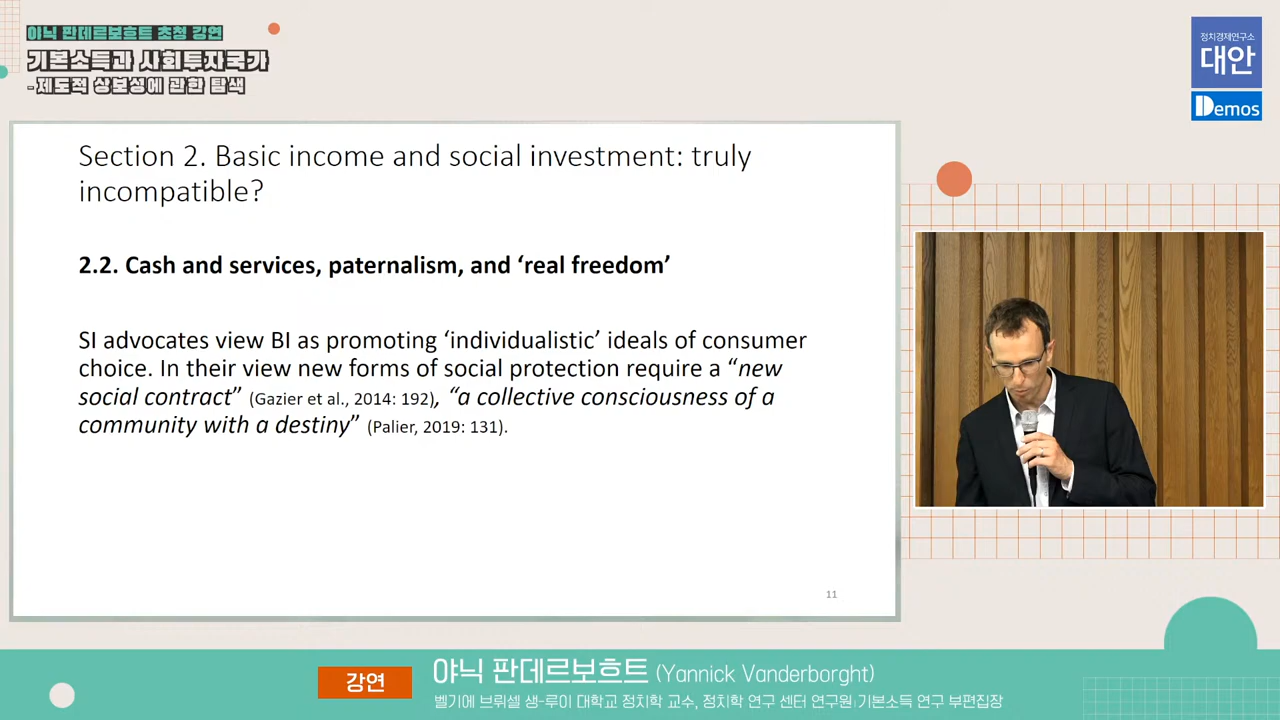 야닉 판데르보흐트 초청 강연
기본소득과 사회투자국가
- 제도적 상보성에 관한 탐색
정치경제연구소
대안
Demos
Section 2. Basic income and social investment: truly
incompatible?
2.2. Cash and services, paternalism, and ‘real freedom’
SI advocates view BI as promoting ‘individualistic’ ideals of consumer
choice. In their view new forms of social protection require a “new
social contract” (Gazier et al., 2014: 192), “a collective consciousness of a
community with a destiny” (Palier, 2019: 131).
11
강연
야닉 판데르보흐트 (Yannick Vanderborght)
벨기에 브뤼셀 생-루이 대학교 정치학 교수, 정치학 연구 센터 연구원, 기본소득 연구 부편집장